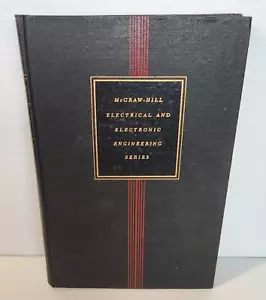 McGRAW-HILL
ELECTRICAL AND
ELECTRONIC
ENGINEERING
SERIES